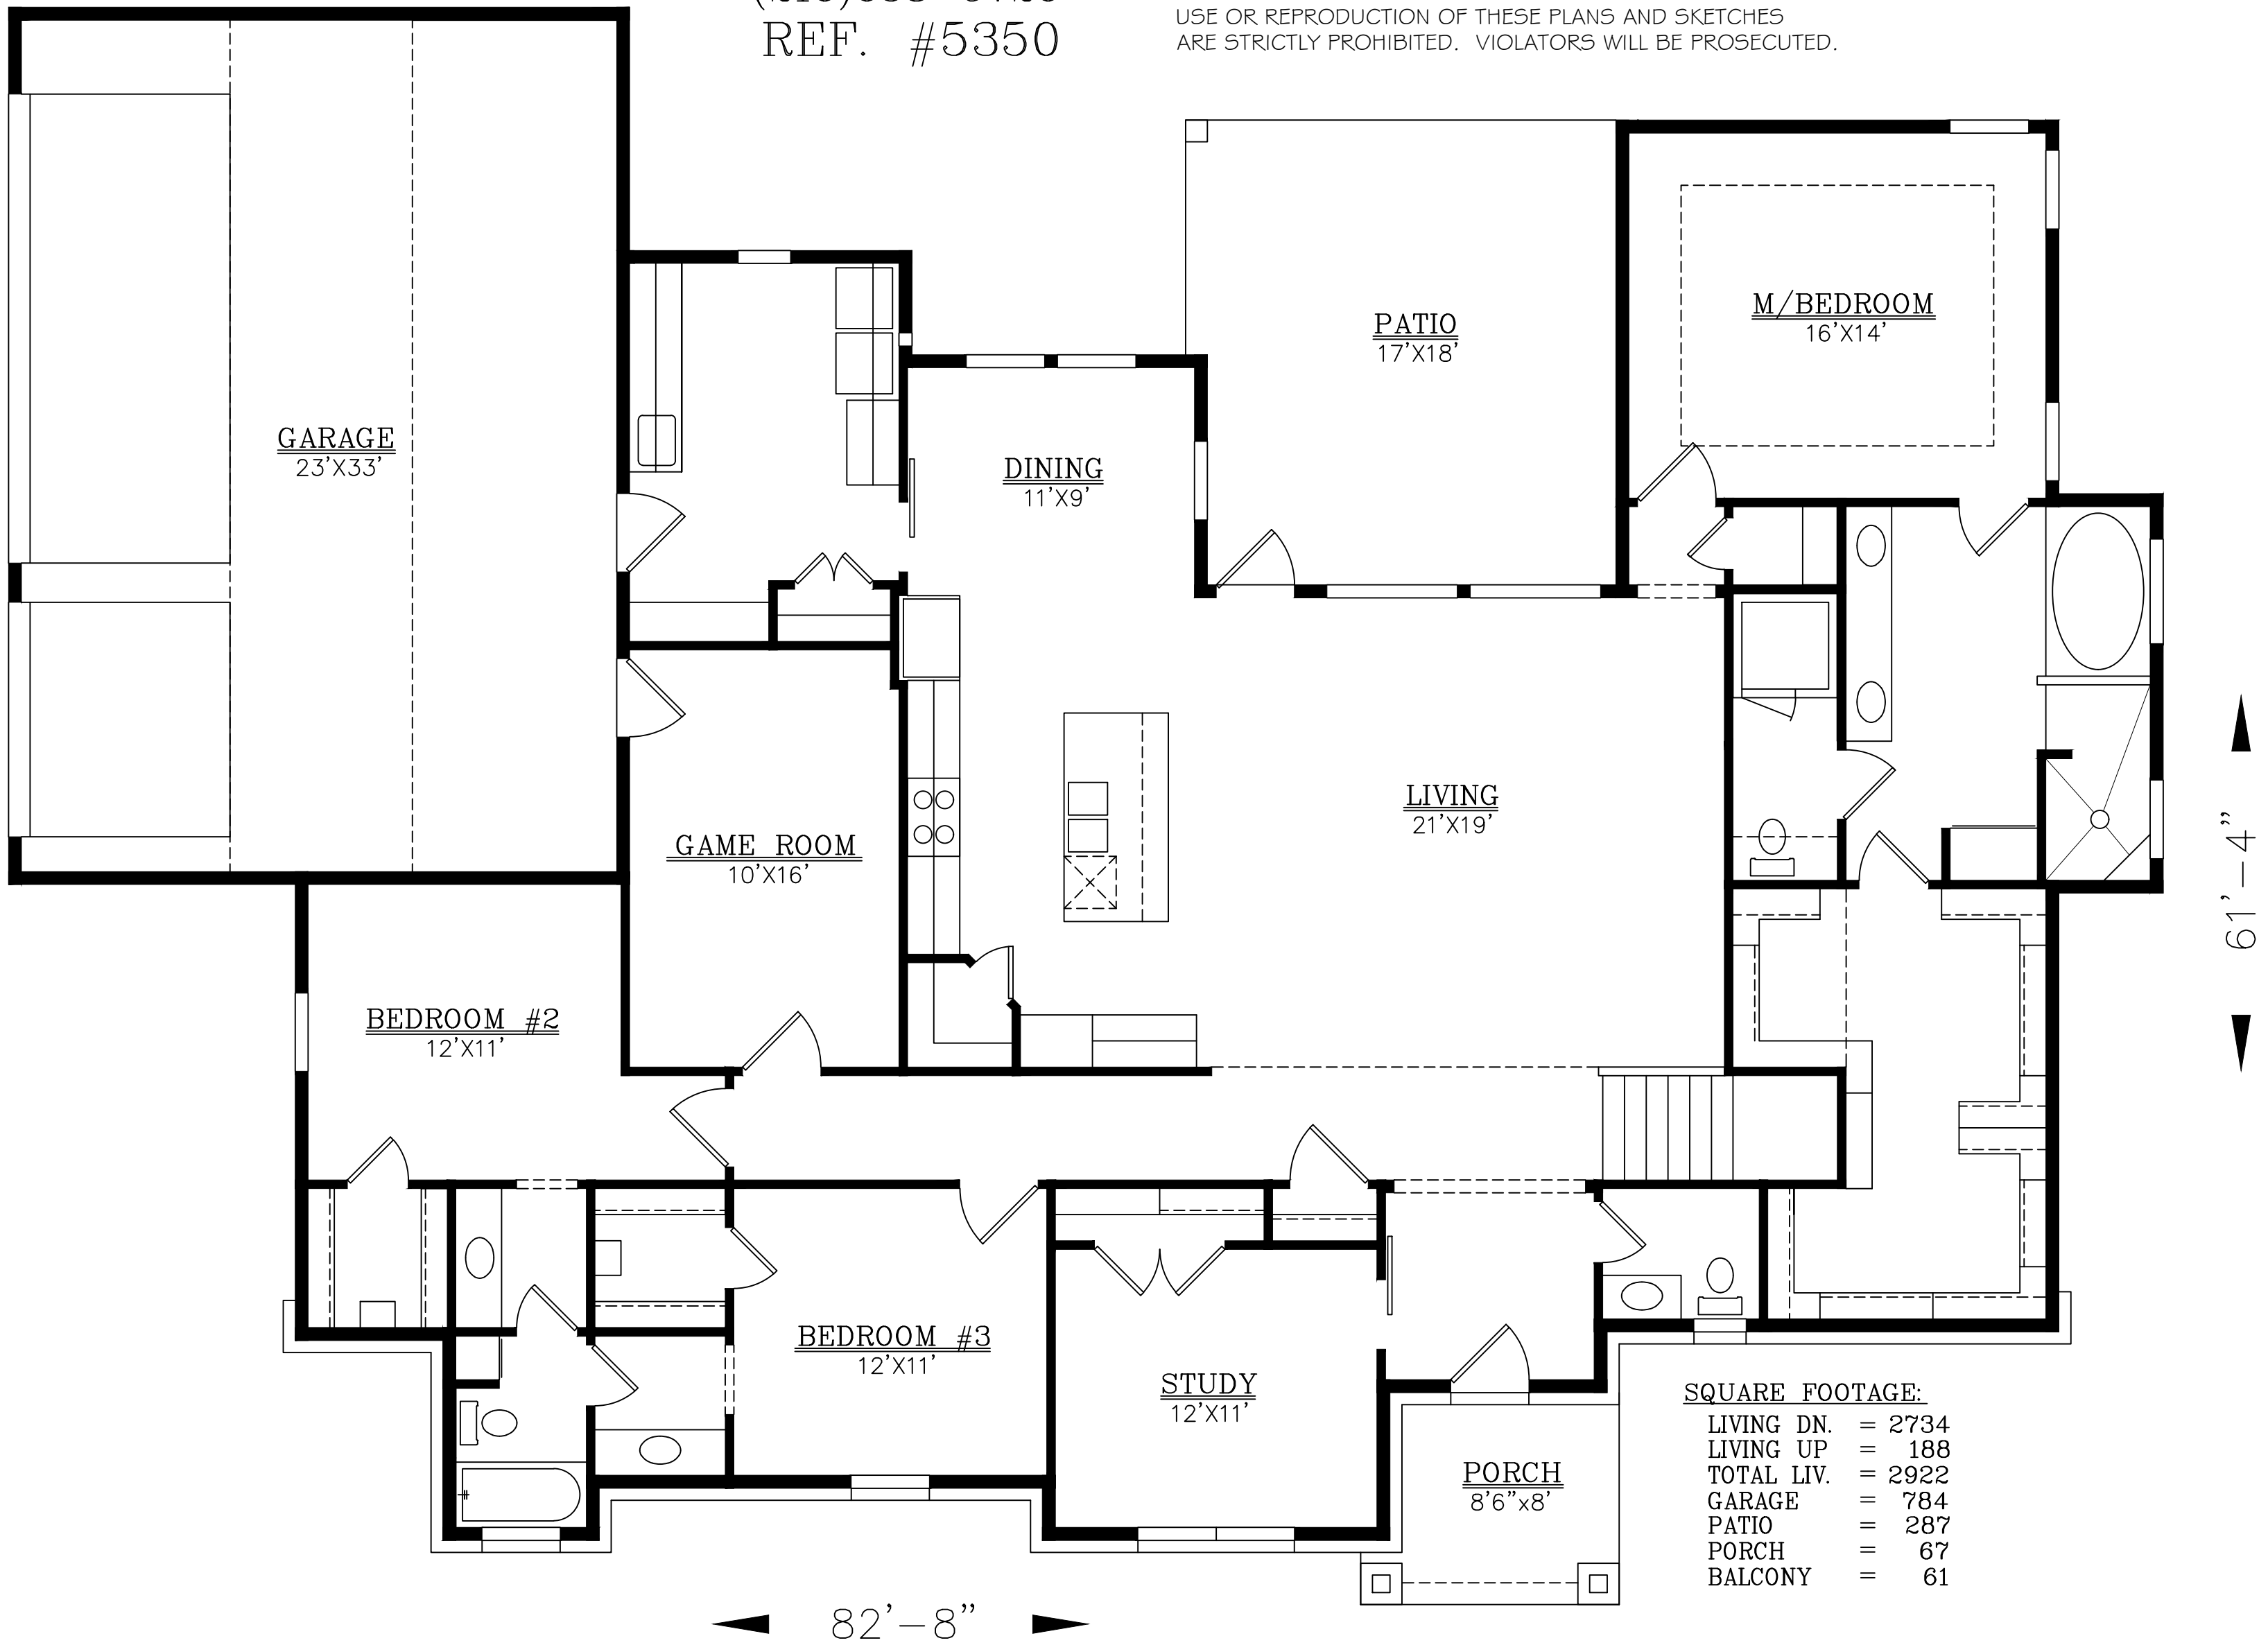 REF. #5350
USE OR REPRODUCTION OF THESE PLANS AND SKETCHES
ARE STRICTLY PROHIBITED. VIOLATORS WILL BE PROSECUTED.
M/BEDROOM
16'X14'
PATIO
17'X18'
GARAGE
23'X33'
DINING
11'X9'
LIVING
21'X19'
GAME ROOM
10'X16'
61'-4"
BEDROOM #2
12'X11'
BEDROOM #3
12'X11'
STUDY
12'X11'
PORCH
8'6"x8'
SQUARE FOOTAGE:
LIVING DN. = 2734
LIVING UP = 188
TOTAL LIV. = 2922
GARAGE = 784
PATIO = 287
PORCH = 67
BALCONY = 61
82'-8"